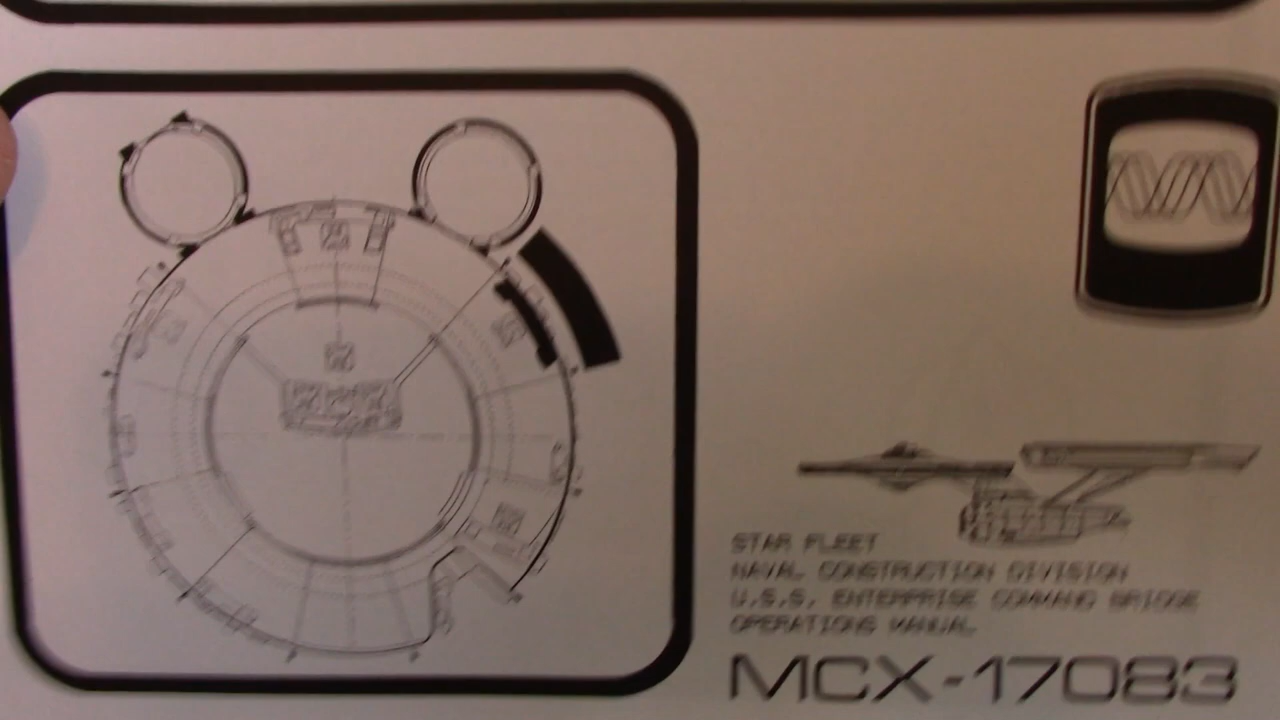 STAR FLEET
NAVAL CONSTRUCTION DIVISION
U.S.S. ENTERPRISE COMMAND BRIDGE
OPERATIONS MANUAL
MCX-17083